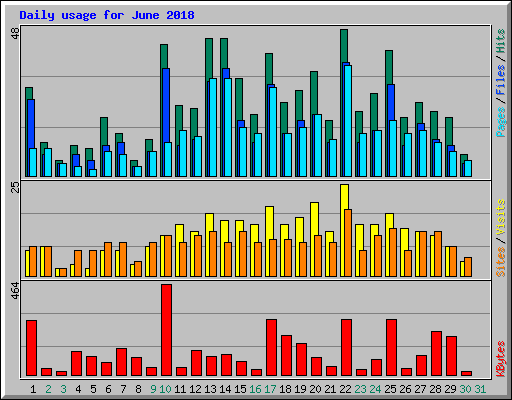 Daily usage for June 2018
48
Pages / Files / Hits
25
Sites / Visits
464
KBytes
1 2 3 4 5 6 7 8 9 10 11 12 13 14 15 16 17 18 19 20 21 22 23 24 25 26 27 28 29 30 31